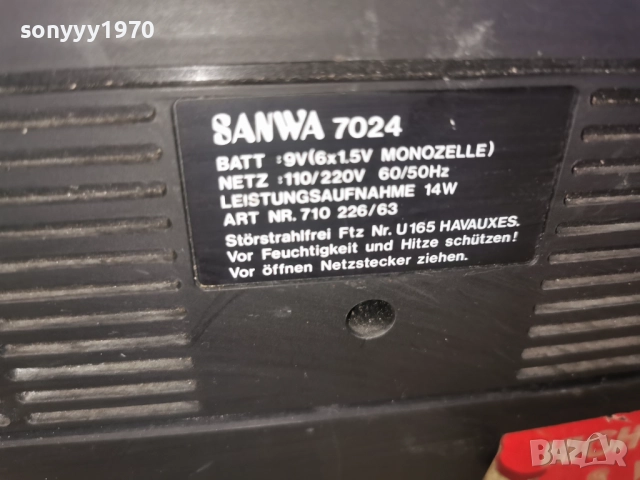 sonyyy1970
SANWA 7024
BATT :9V(6x1.5V MONOZELLE)
NETZ :110/220V 60/50Hz
LEISTUNGSAUFNAHME 14W
ART NR. 710 226/63
Störstrahlfrei Ftz Nr. U165 HAVAUXES.
Vor Feuchtigkeit und Hitze schützen!
Vor öffnen Netzstecker ziehen.
BAZAR